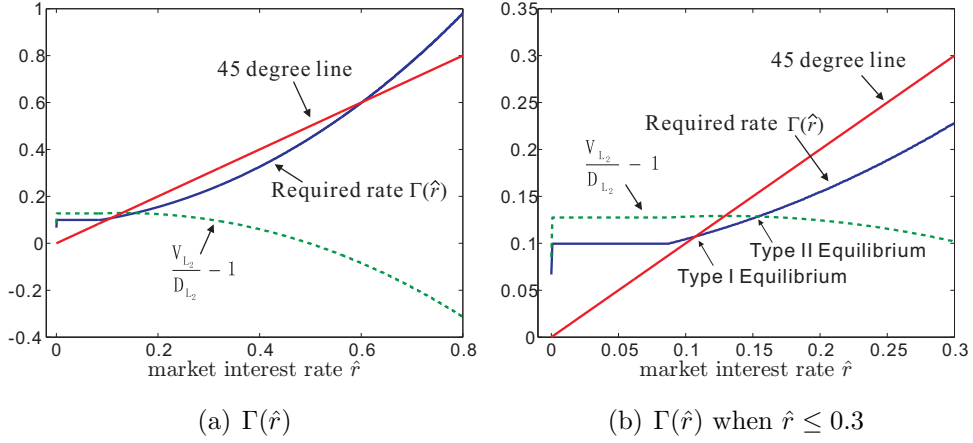 1
0.8
0.6
0.4
0.2
0
-0.2
-0.4
0
0.2
0.4
0.6
0.8
45 degree line
Required rate Γ(r̂)
V_{L_2}/D_{L_2} − 1
market interest rate r̂
(a) Γ(r̂)
0.35
0.3
0.25
0.2
0.15
0.1
0.05
0
0
0.05
0.1
0.15
0.2
0.25
0.3
45 degree line
Required rate Γ(r̂)
V_{L_2}/D_{L_2} − 1
Type II Equilibrium
Type I Equilibrium
market interest rate r̂
(b) Γ(r̂) when r̂ ≤ 0.3